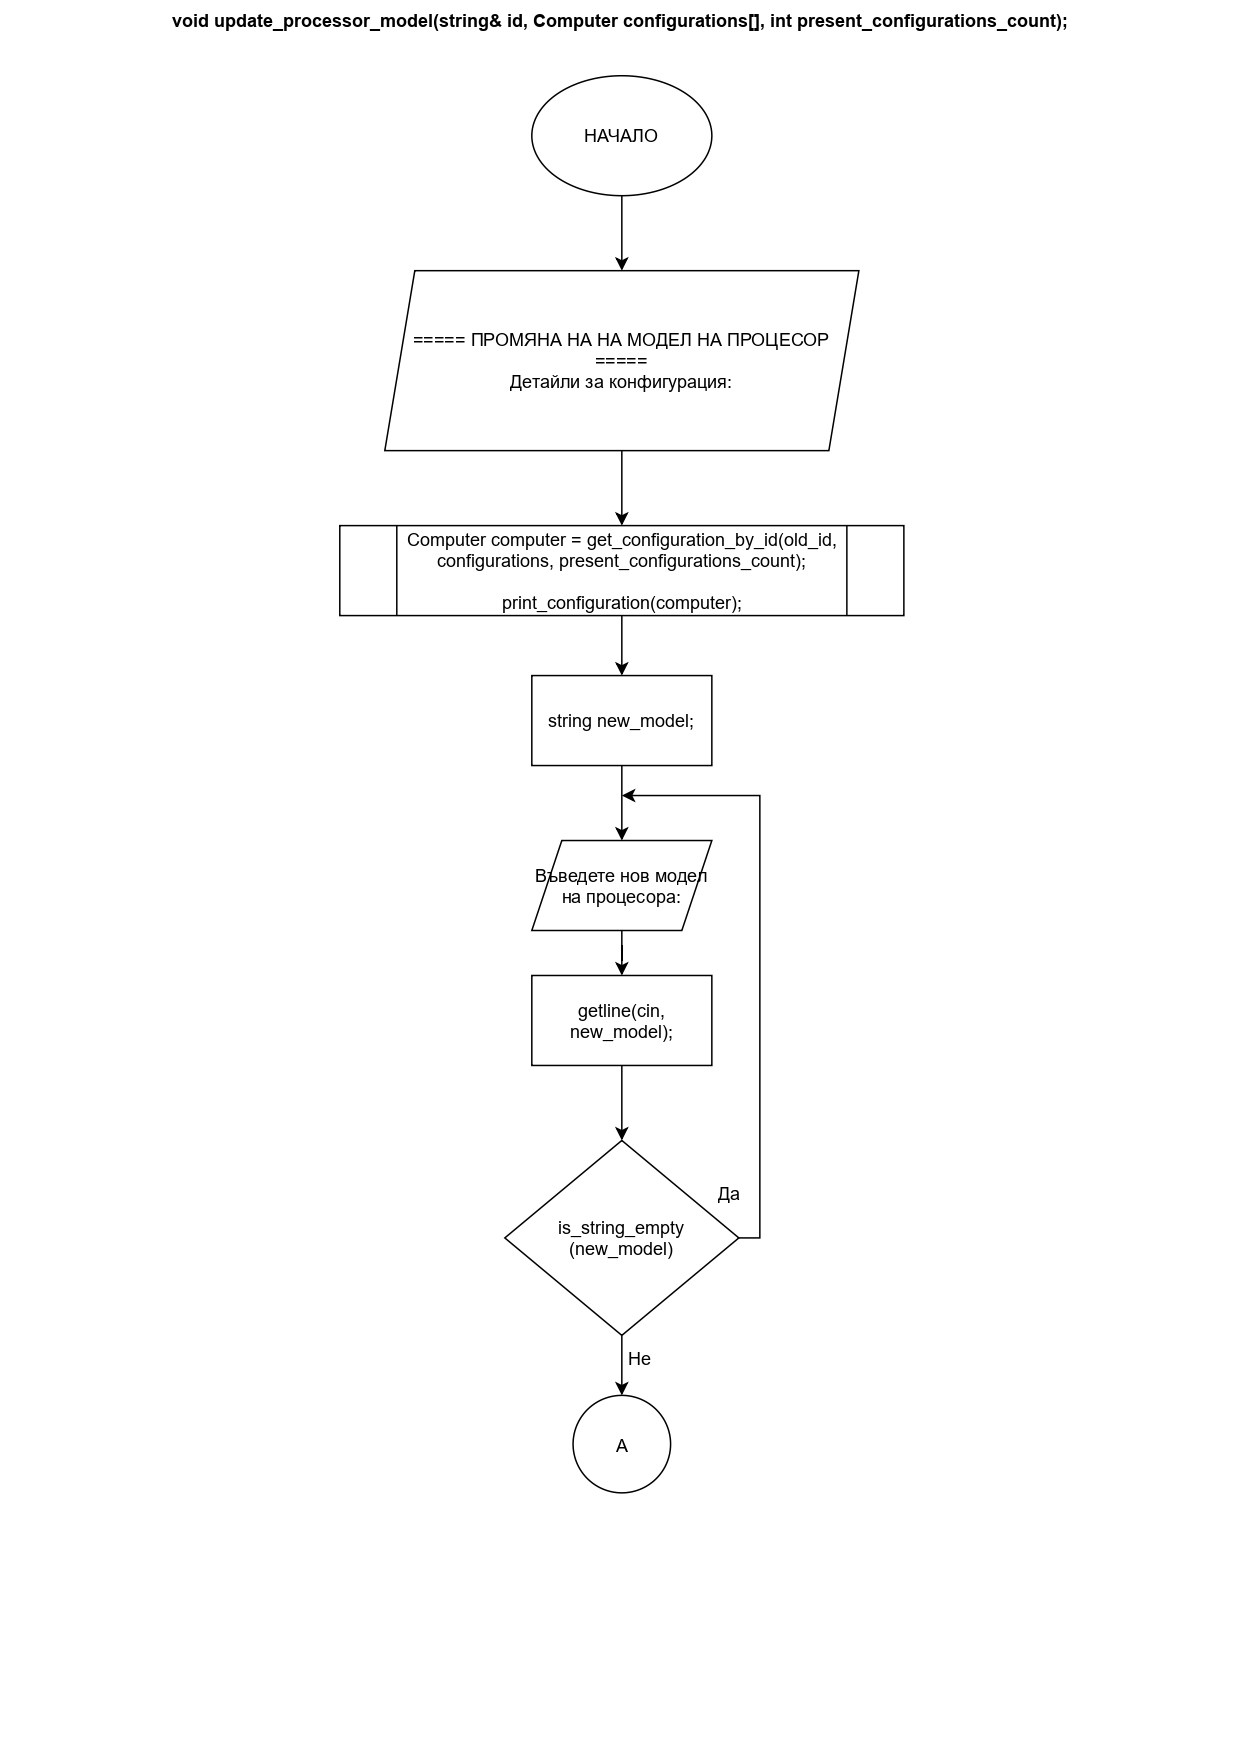 void update_processor_model(string& id, Computer configurations[], int present_configurations_count);
НАЧАЛО
===== ПРОМЯНА НА НА МОДЕЛ НА ПРОЦЕСОР
=====
Детайли за конфигурация:
Computer computer = get_configuration_by_id(old_id,
configurations, present_configurations_count);
print_configuration(computer);
string new_model;
Въведете нов модел
на процесора:
getline(cin,
new_model);
Да
is_string_empty
(new_model)
Не
A